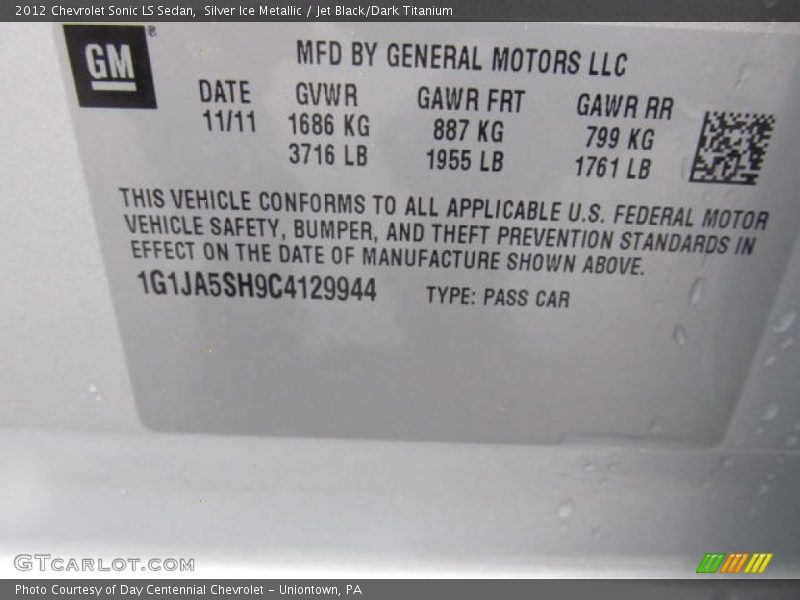 2012 Chevrolet Sonic LS Sedan, Silver Ice Metallic / Jet Black/Dark Titanium
GM®
MFD BY GENERAL MOTORS LLC
DATE GVWR GAWR FRT GAWR RR
11/11 1686 KG 887 KG 799 KG
3716 LB 1955 LB 1761 LB
THIS VEHICLE CONFORMS TO ALL APPLICABLE U.S. FEDERAL MOTOR
VEHICLE SAFETY, BUMPER, AND THEFT PREVENTION STANDARDS IN
EFFECT ON THE DATE OF MANUFACTURE SHOWN ABOVE.
1G1JA5SH9C4129944 TYPE: PASS CAR
GTCARLOT.COM
Photo Courtesy of Day Centennial Chevrolet - Uniontown, PA